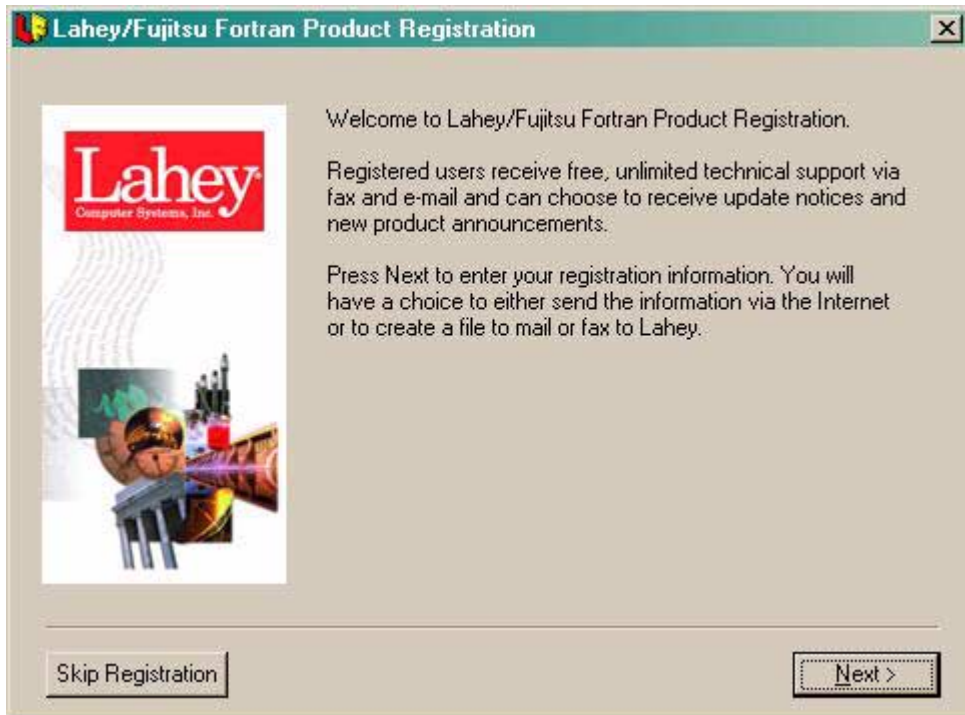 Lahey/Fujitsu Fortran Product Registration
Lahey
Computer Systems, Inc.
Welcome to Lahey/Fujitsu Fortran Product Registration.
Registered users receive free, unlimited technical support via
fax and e-mail and can choose to receive update notices and
new product announcements.
Press Next to enter your registration information. You will
have a choice to either send the information via the Internet
or to create a file to mail or fax to Lahey.
Skip Registration
Next >